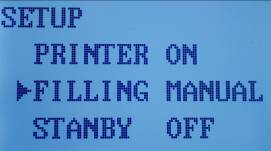 SETUP
PRINTER ON
FILLING MANUAL
STANBY OFF